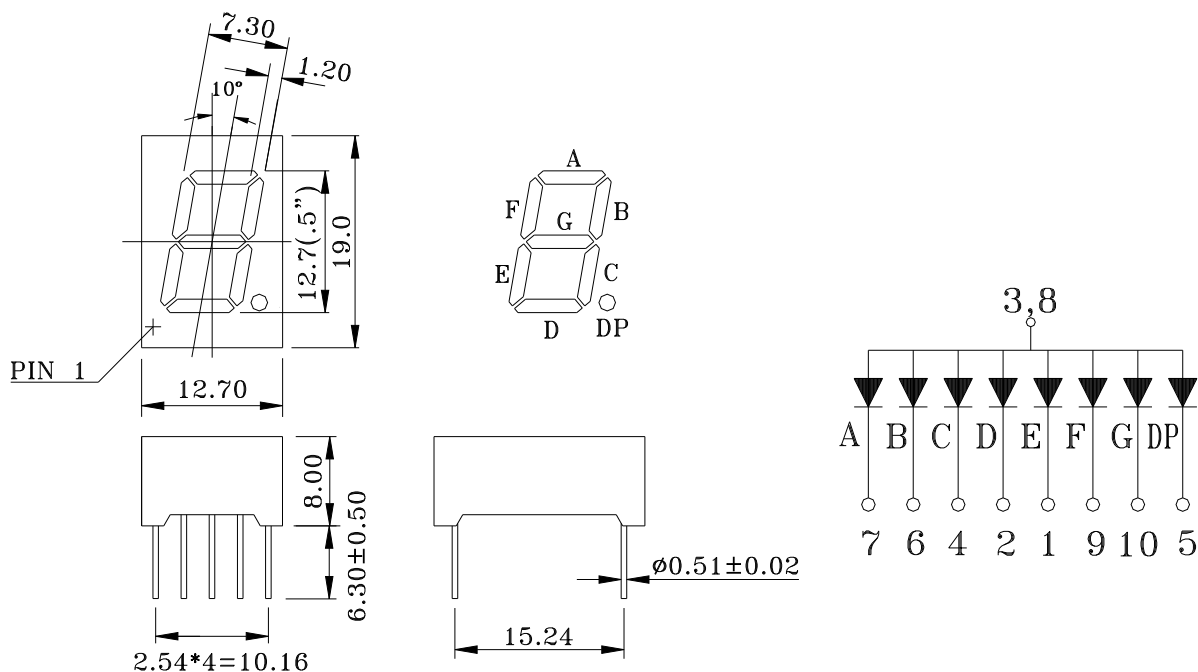 7.30
1.20
10°
12.7(.5")
19.0
PIN 1
12.70
A
F
B
G
E
C
D
DP
8.00
6.30±0.50
2.54*4=10.16
ø0.51±0.02
15.24
3,8
A B C D E F G DP
7 6 4 2 1 9 10 5